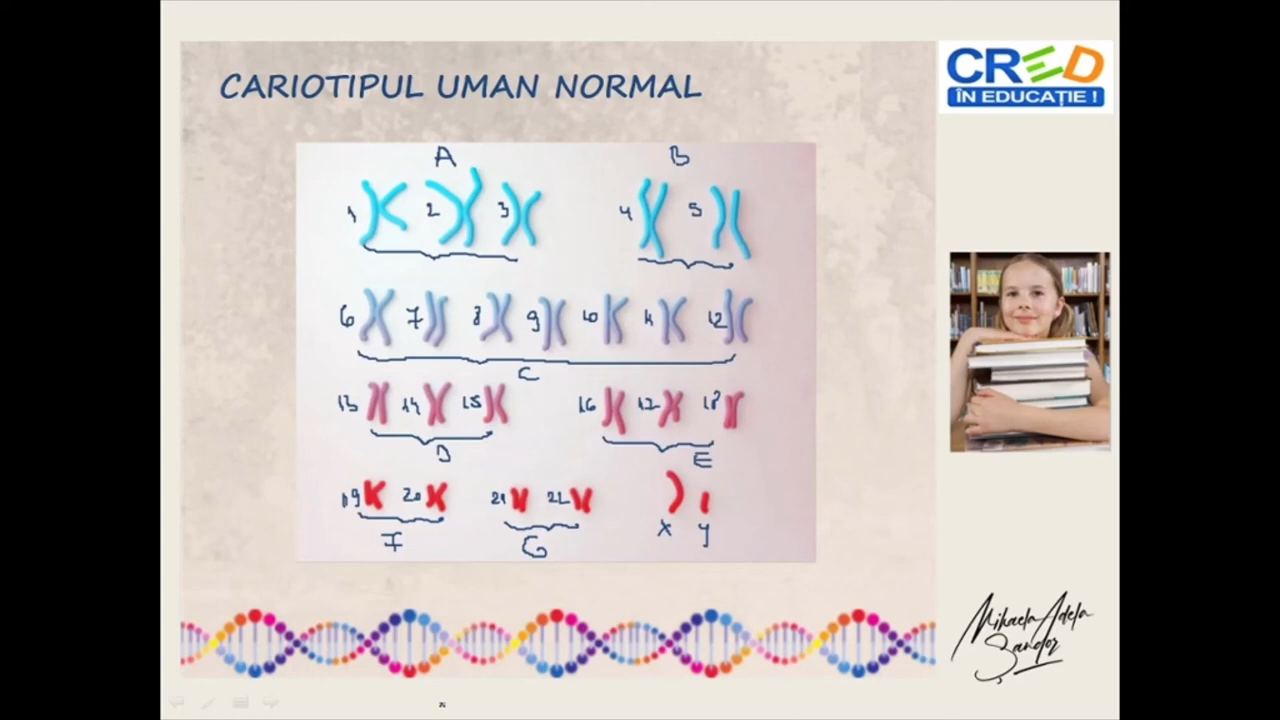 CARIOTIPUL UMAN NORMAL
CRED
ÎN EDUCAȚIE !
A B
1 2 3 4 5
6 7 8 9 10 11 12
C
13 14 15 16 17 18
D E
19 20 21 22
X Y
F G
Mihaela Adela
Șandor